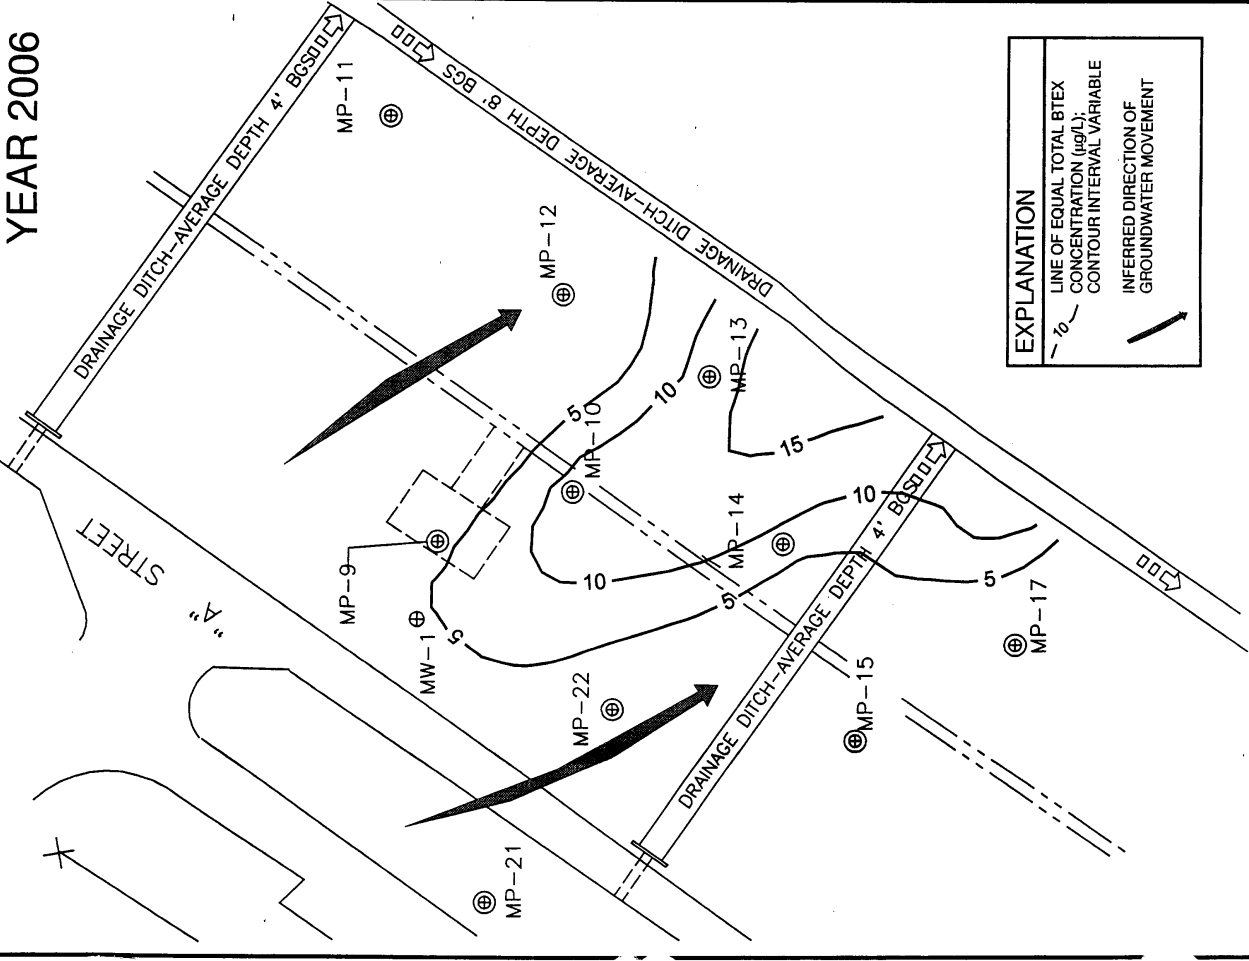 YEAR 2006
DRAINAGE DITCH-AVERAGE DEPTH 4' BGS
DRAINAGE DITCH-AVERAGE DEPTH 8' BGS
MP-11
MP-12
MP-13
"A" STREET
MP-9
MP-10
MW-1
MP-14
MP-22
MP-15
MP-17
MP-21
5
10
15
10
10
5
5
5
DRAINAGE DITCH-AVERAGE DEPTH 4' BGS
EXPLANATION
10
LINE OF EQUAL TOTAL BTEX
CONCENTRATION (µg/L);
CONTOUR INTERVAL VARIABLE
INFERRED DIRECTION OF
GROUNDWATER MOVEMENT